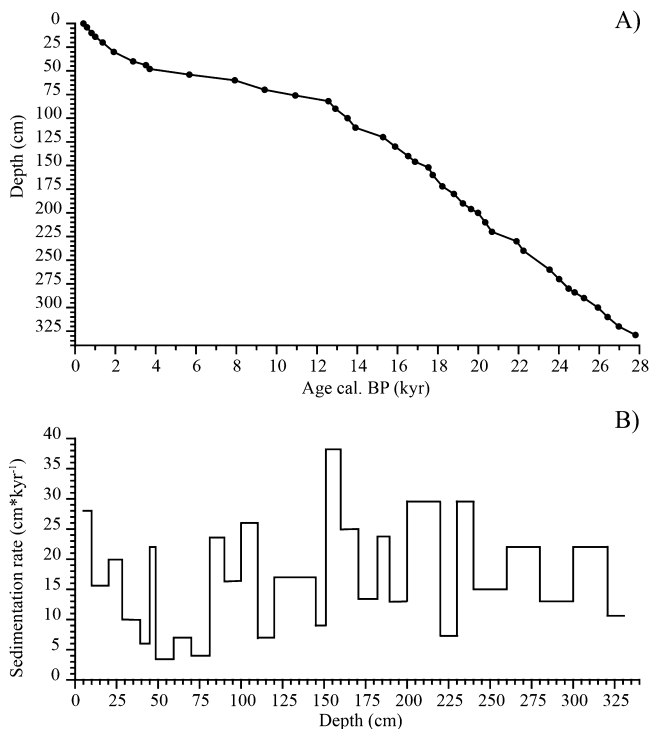 A)
0
25
50
75
100
125
150
175
200
225
250
275
300
325
Depth (cm)
0 2 4 6 8 10 12 14 16 18 20 22 24 26 28
Age cal. BP (kyr)
B)
40
35
30
25
20
15
10
5
0
Sedimentation rate (cm*kyr⁻¹)
0 25 50 75 100 125 150 175 200 225 250 275 300 325
Depth (cm)